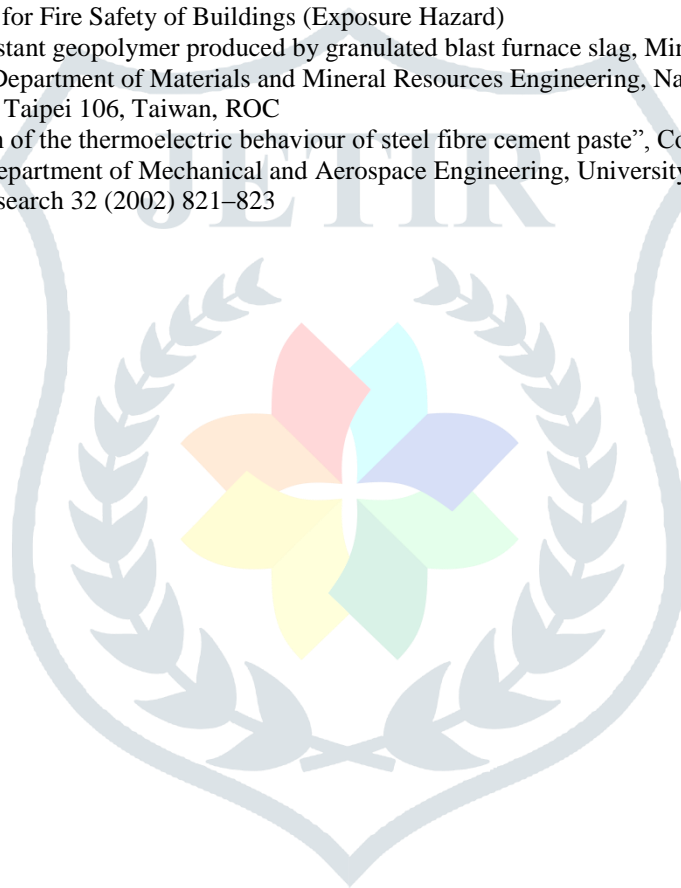 for Fire Safety of Buildings (Exposure Hazard)
stant geopolymer produced by granulated blast furnace slag, Min
Department of Materials and Mineral Resources Engineering, Na
Taipei 106, Taiwan, ROC
n of the thermoelectric behaviour of steel fibre cement paste”, Co
epartment of Mechanical and Aerospace Engineering, University
search 32 (2002) 821–823
JETIR